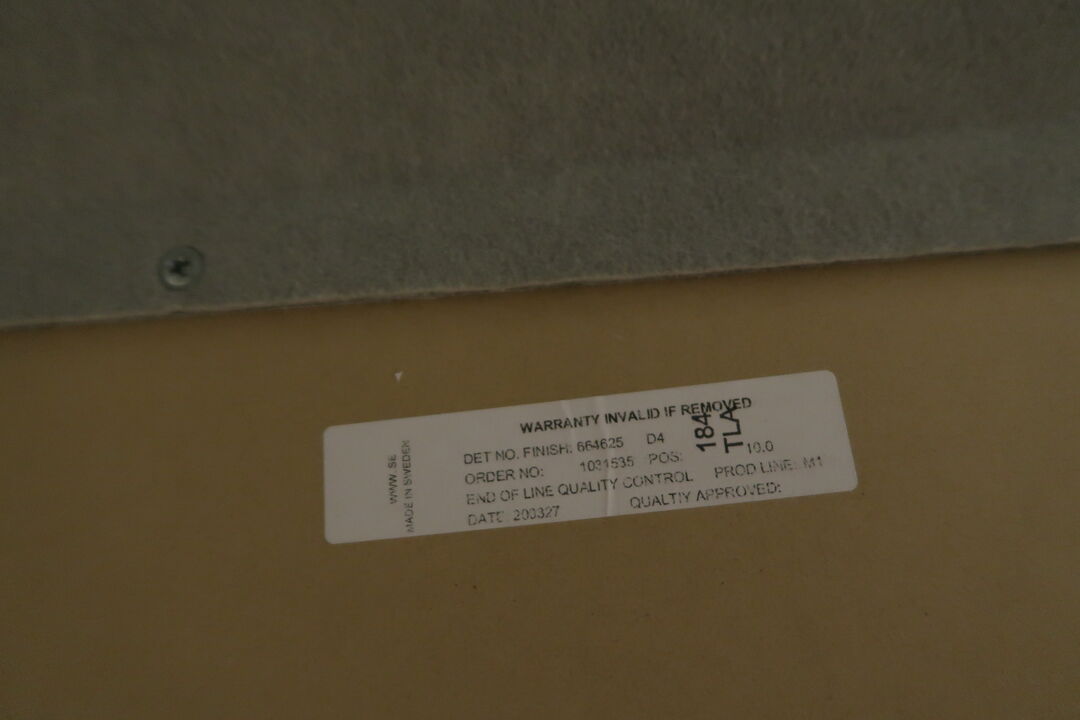 WARRANTY INVALID IF REMOVED
DET NO. FINISH: 664625 D4
ORDER NO: 1031535 POS: 10.0
184
TLA
END OF LINE QUALITY CONTROL PROD LINE: M1
DATE: 200327 QUALTIY APPROVED:
WWW. SE
MADE IN SWEDEN